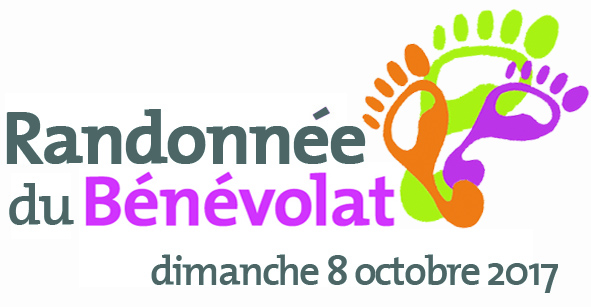 Randonnée
du Bénévolat
dimanche 8 octobre 2017